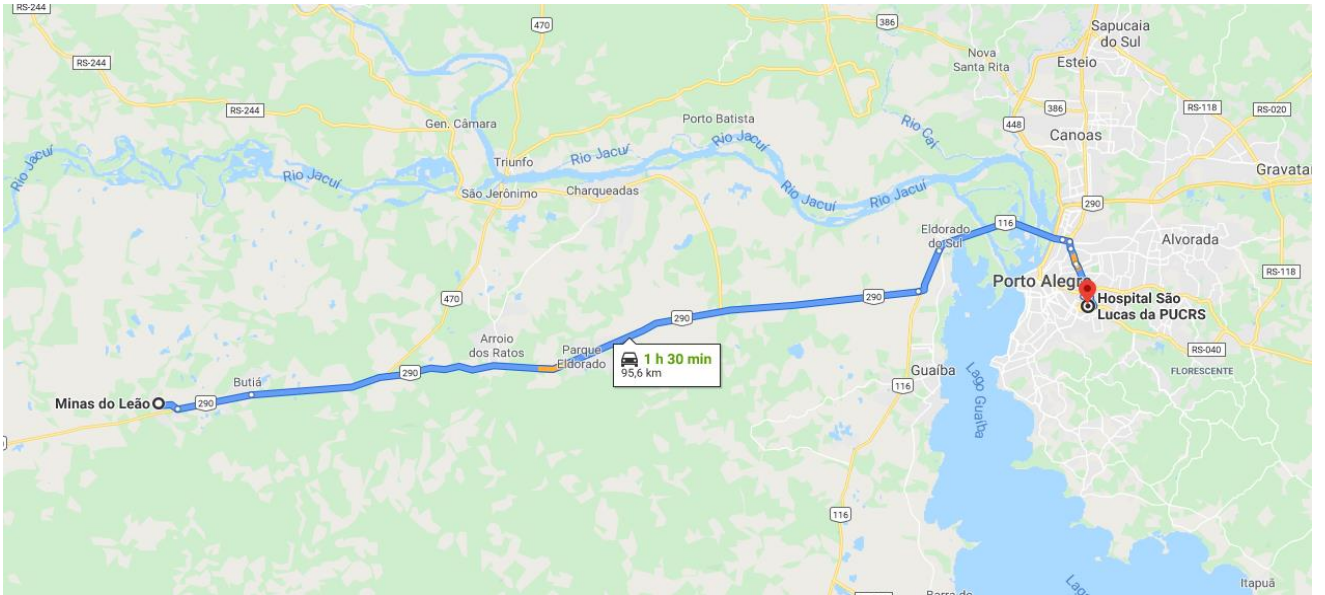 RS-244
470
386
Sapucaia
do Sul
Nova
Santa Rita
Esteio
RS-244
RS-244
386
RS-118
RS-020
Gen. Câmara
Porto Batista
448
Rio Caí
Canoas
Rio Jacuí
Rio Jacuí
Triunfo
Rio Jacuí
Rio Jacuí
Gravata
São Jerônimo
Charqueadas
Rio Jacuí
Rio Jacuí
290
116
Eldorado
do Sul
Alvorada
RS-118
Porto Alegre
470
290
Hospital São
Lucas da PUCRS
290
Arroio
dos Ratos
Parque
Eldorado
RS-040
1 h 30 min
95,6 km
FLORESCENTE
290
Butiá
116
Guaíba
Lago Guaíba
Minas do Leão
290
116
Itapuã
Lago
Barra do